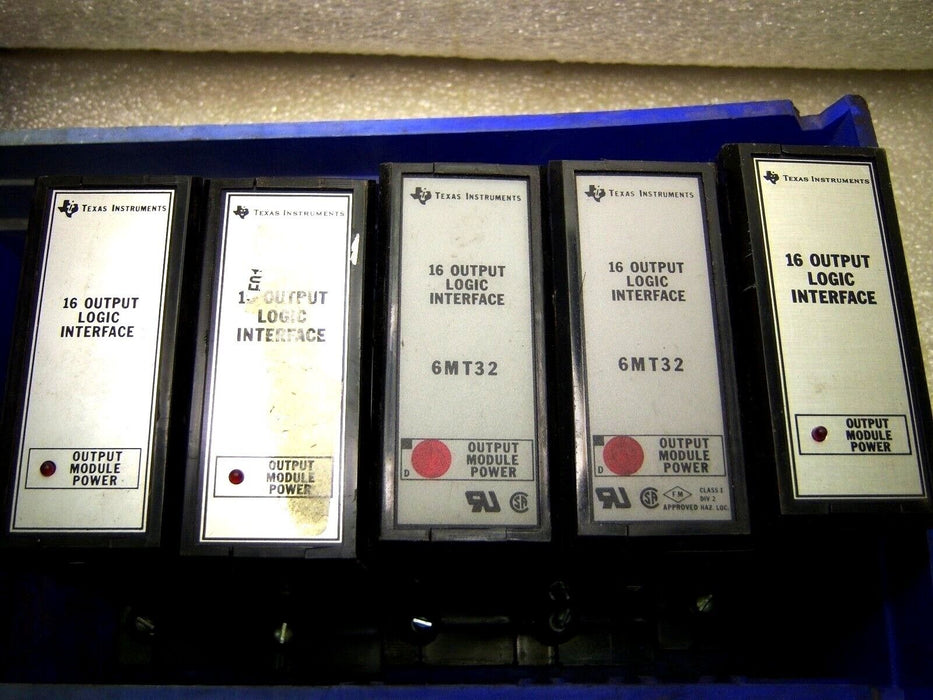 TEXAS INSTRUMENTS
16 OUTPUT
LOGIC
INTERFACE
OUTPUT
MODULE
POWER
TEXAS INSTRUMENTS
OUTPUT
LOGIC
INTERFACE
OUTPUT
MODULE
POWER
TEXAS INSTRUMENTS
16 OUTPUT
LOGIC
INTERFACE
6MT32
D
OUTPUT
MODULE
POWER
TEXAS INSTRUMENTS
16 OUTPUT
LOGIC
INTERFACE
6MT32
D
OUTPUT
MODULE
POWER
FM
CLASS I
DIV 2
APPROVED HAZ. LOC.
TEXAS INSTRUMENTS
16 OUTPUT
LOGIC
INTERFACE
OUTPUT
MODULE
POWER